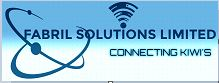 FABRIL SOLUTIONS LIMITED
CONNECTING KIWI'S